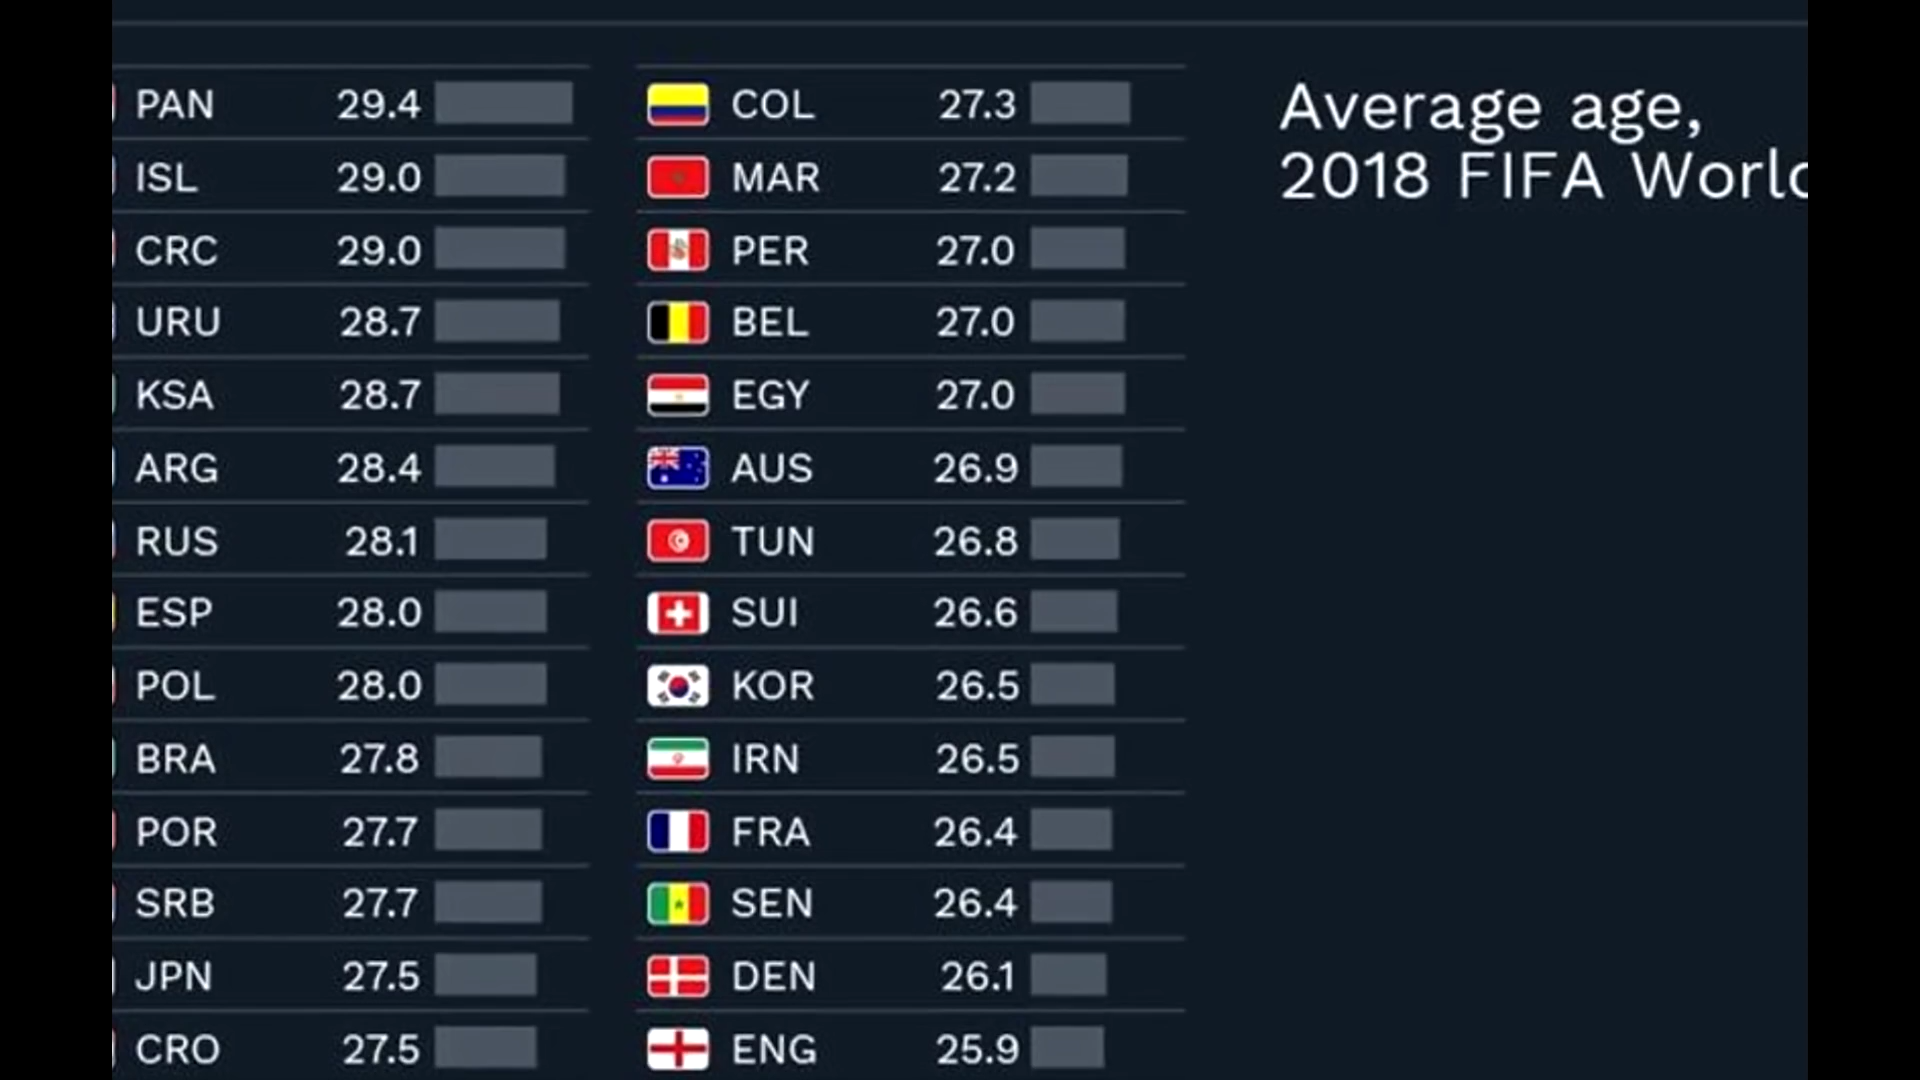 PAN 29.4
ISL 29.0
CRC 29.0
URU 28.7
KSA 28.7
ARG 28.4
RUS 28.1
ESP 28.0
POL 28.0
BRA 27.8
POR 27.7
SRB 27.7
JPN 27.5
CRO 27.5
COL 27.3
MAR 27.2
PER 27.0
BEL 27.0
EGY 27.0
AUS 26.9
TUN 26.8
SUI 26.6
KOR 26.5
IRN 26.5
FRA 26.4
SEN 26.4
DEN 26.1
ENG 25.9
Average age,
2018 FIFA World